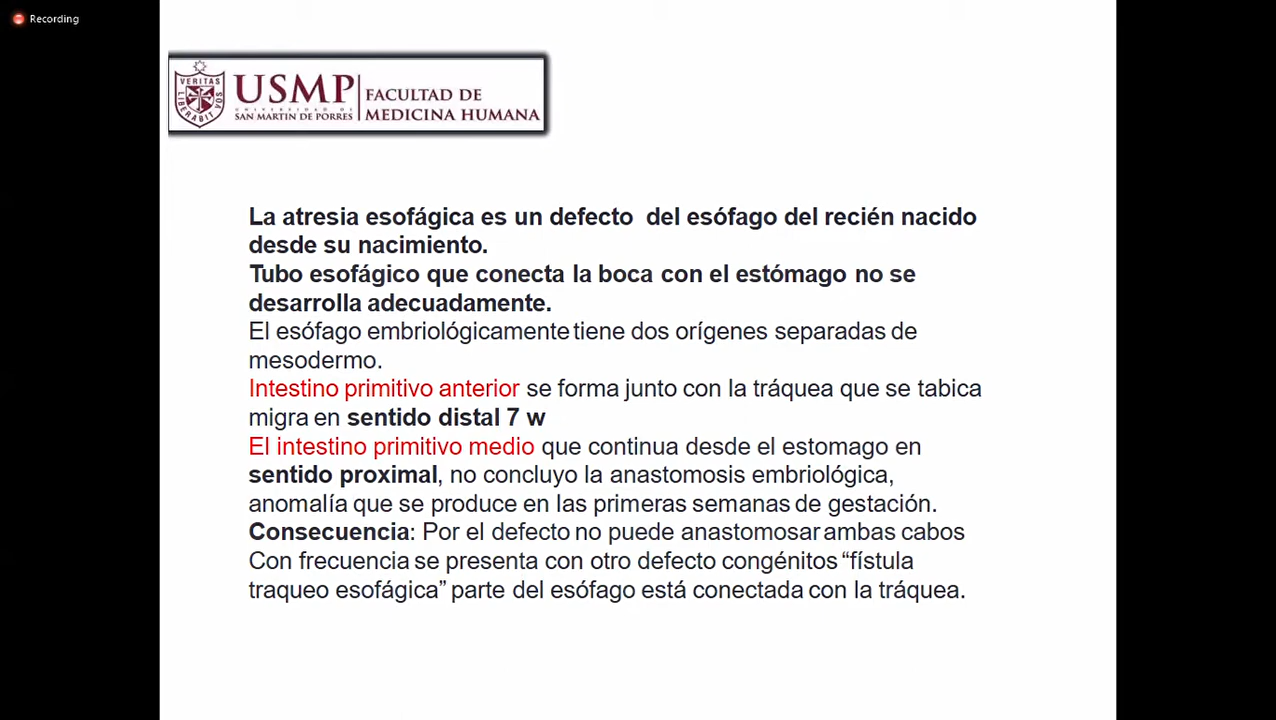 Recording
VERITAS
LIBERABIT VOS
USMP
UNIVERSIDAD DE
SAN MARTIN DE PORRES
FACULTAD DE
MEDICINA HUMANA
La atresia esofágica es un defecto del esófago del recién nacido
desde su nacimiento.
Tubo esofágico que conecta la boca con el estómago no se
desarrolla adecuadamente.
El esófago embriológicamente tiene dos orígenes separadas de
mesodermo.
Intestino primitivo anterior se forma junto con la tráquea que se tabica
migra en sentido distal 7 w
El intestino primitivo medio que continua desde el estomago en
sentido proximal, no concluyo la anastomosis embriológica,
anomalía que se produce en las primeras semanas de gestación.
Consecuencia: Por el defecto no puede anastomosar ambas cabos
Con frecuencia se presenta con otro defecto congénitos “fístula
traqueo esofágica” parte del esófago está conectada con la tráquea.